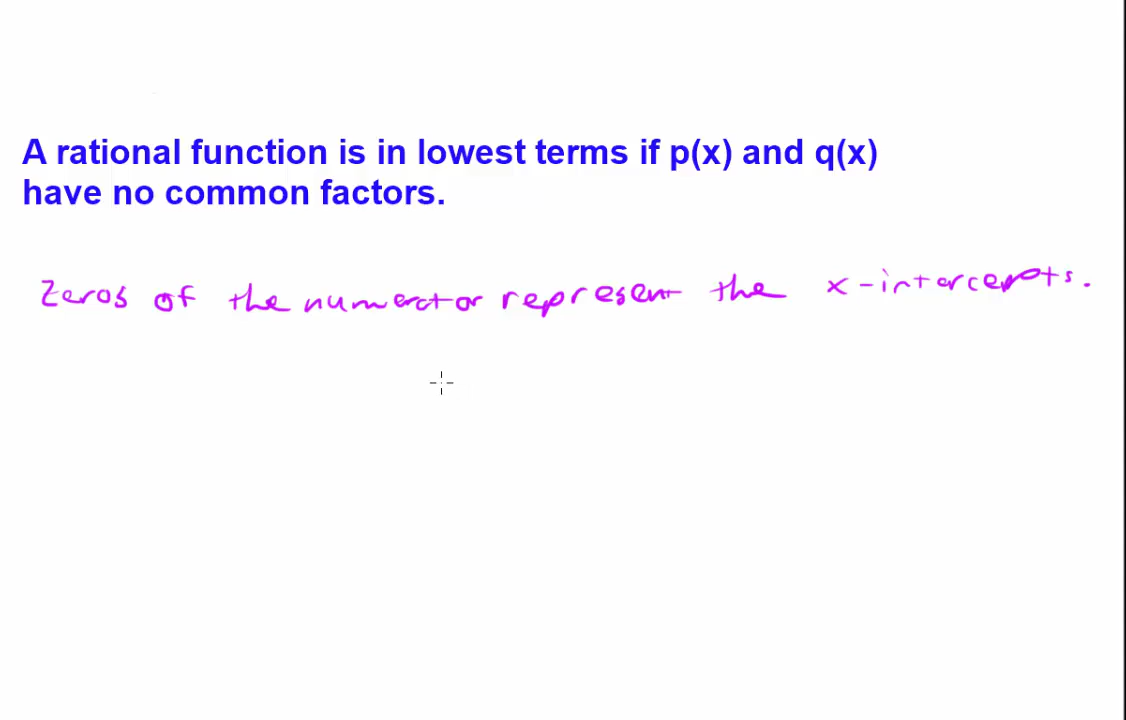 A rational function is in lowest terms if p(x) and q(x)
have no common factors.
Zeros of the numerator represent the x-intercepts.